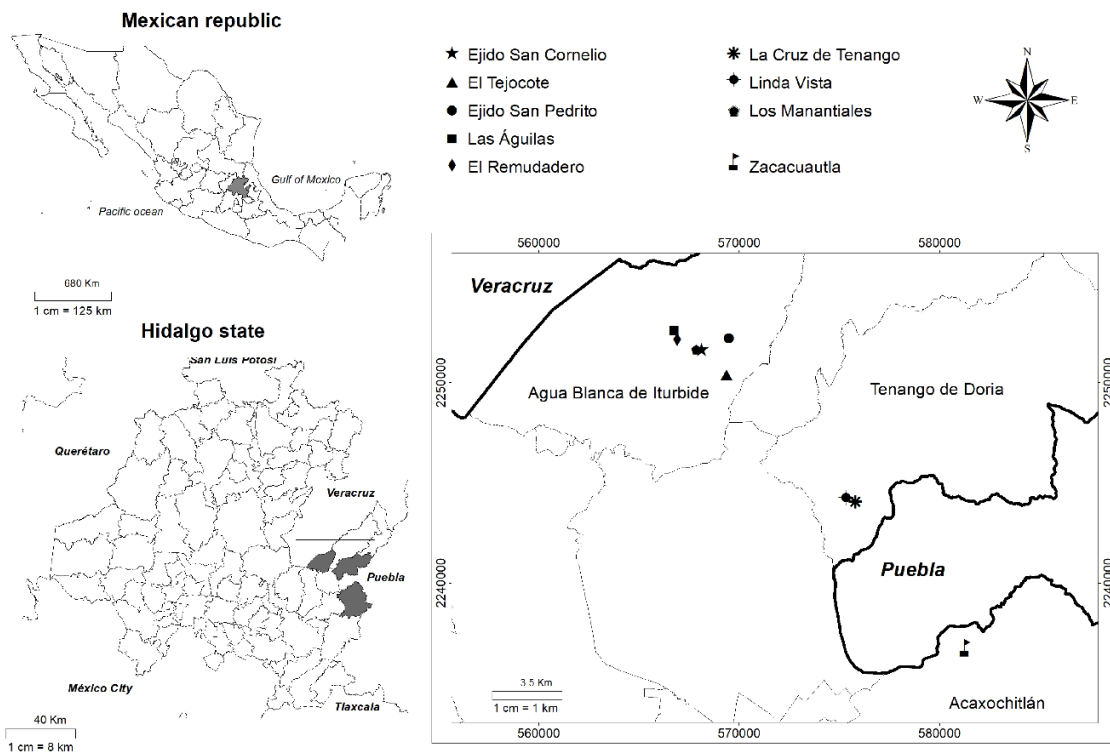 Mexican republic
Gulf of Mexico
Pacific ocean
680 Km
1 cm = 125 km
Hidalgo state
San Luis Potosí
Querétaro
Veracruz
Puebla
México City
Tlaxcala
40 Km
1 cm = 8 km
Ejido San Cornelio
El Tejocote
Ejido San Pedrito
Las Águilas
El Remudadero
La Cruz de Tenango
Linda Vista
Los Manantiales
Zacacuautla
N
W
E
S
560000
570000
580000
Veracruz
2250000
2250000
Agua Blanca de Iturbide
Tenango de Doria
Puebla
2240000
2240000
3.5 Km
1 cm = 1 km
Acaxochitlán
560000
570000
580000